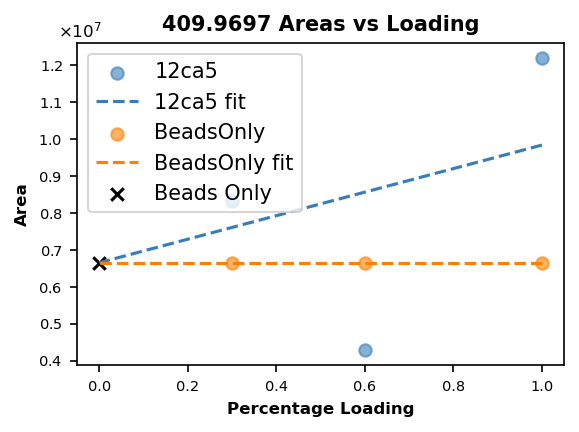 409.9697 Areas vs Loading
×10⁷
12ca5
12ca5 fit
BeadsOnly
BeadsOnly fit
Beads Only
1.2
1.1
1.0
0.9
0.8
0.7
0.6
0.5
0.4
Area
0.0 0.2 0.4 0.6 0.8 1.0
Percentage Loading